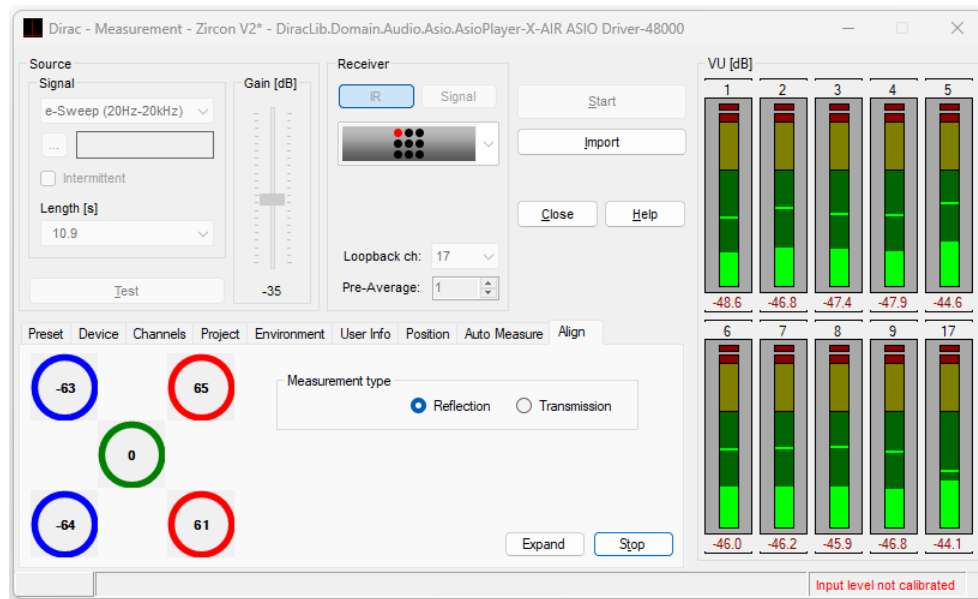 Dirac - Measurement - Zircon V2* - DiracLib.Domain.Audio.Asio.AsioPlayer-X-AIR ASIO Driver-48000
Source
Signal
e-Sweep (20Hz-20kHz)
...
Intermittent
Length [s]
10.9
Test
Gain [dB]
-35
Receiver
IR Signal
Loopback ch: 17
Pre-Average: 1
Start
Import
Close Help
VU [dB]
1 2 3 4 5
-48.6 -46.8 -47.4 -47.9 -44.6
6 7 8 9 17
-46.0 -46.2 -45.9 -46.8 -44.1
Preset Device Channels Project Environment User Info Position Auto Measure Align
-63 65
0
-64 61
Measurement type
Reflection Transmission
Expand Stop
Input level not calibrated